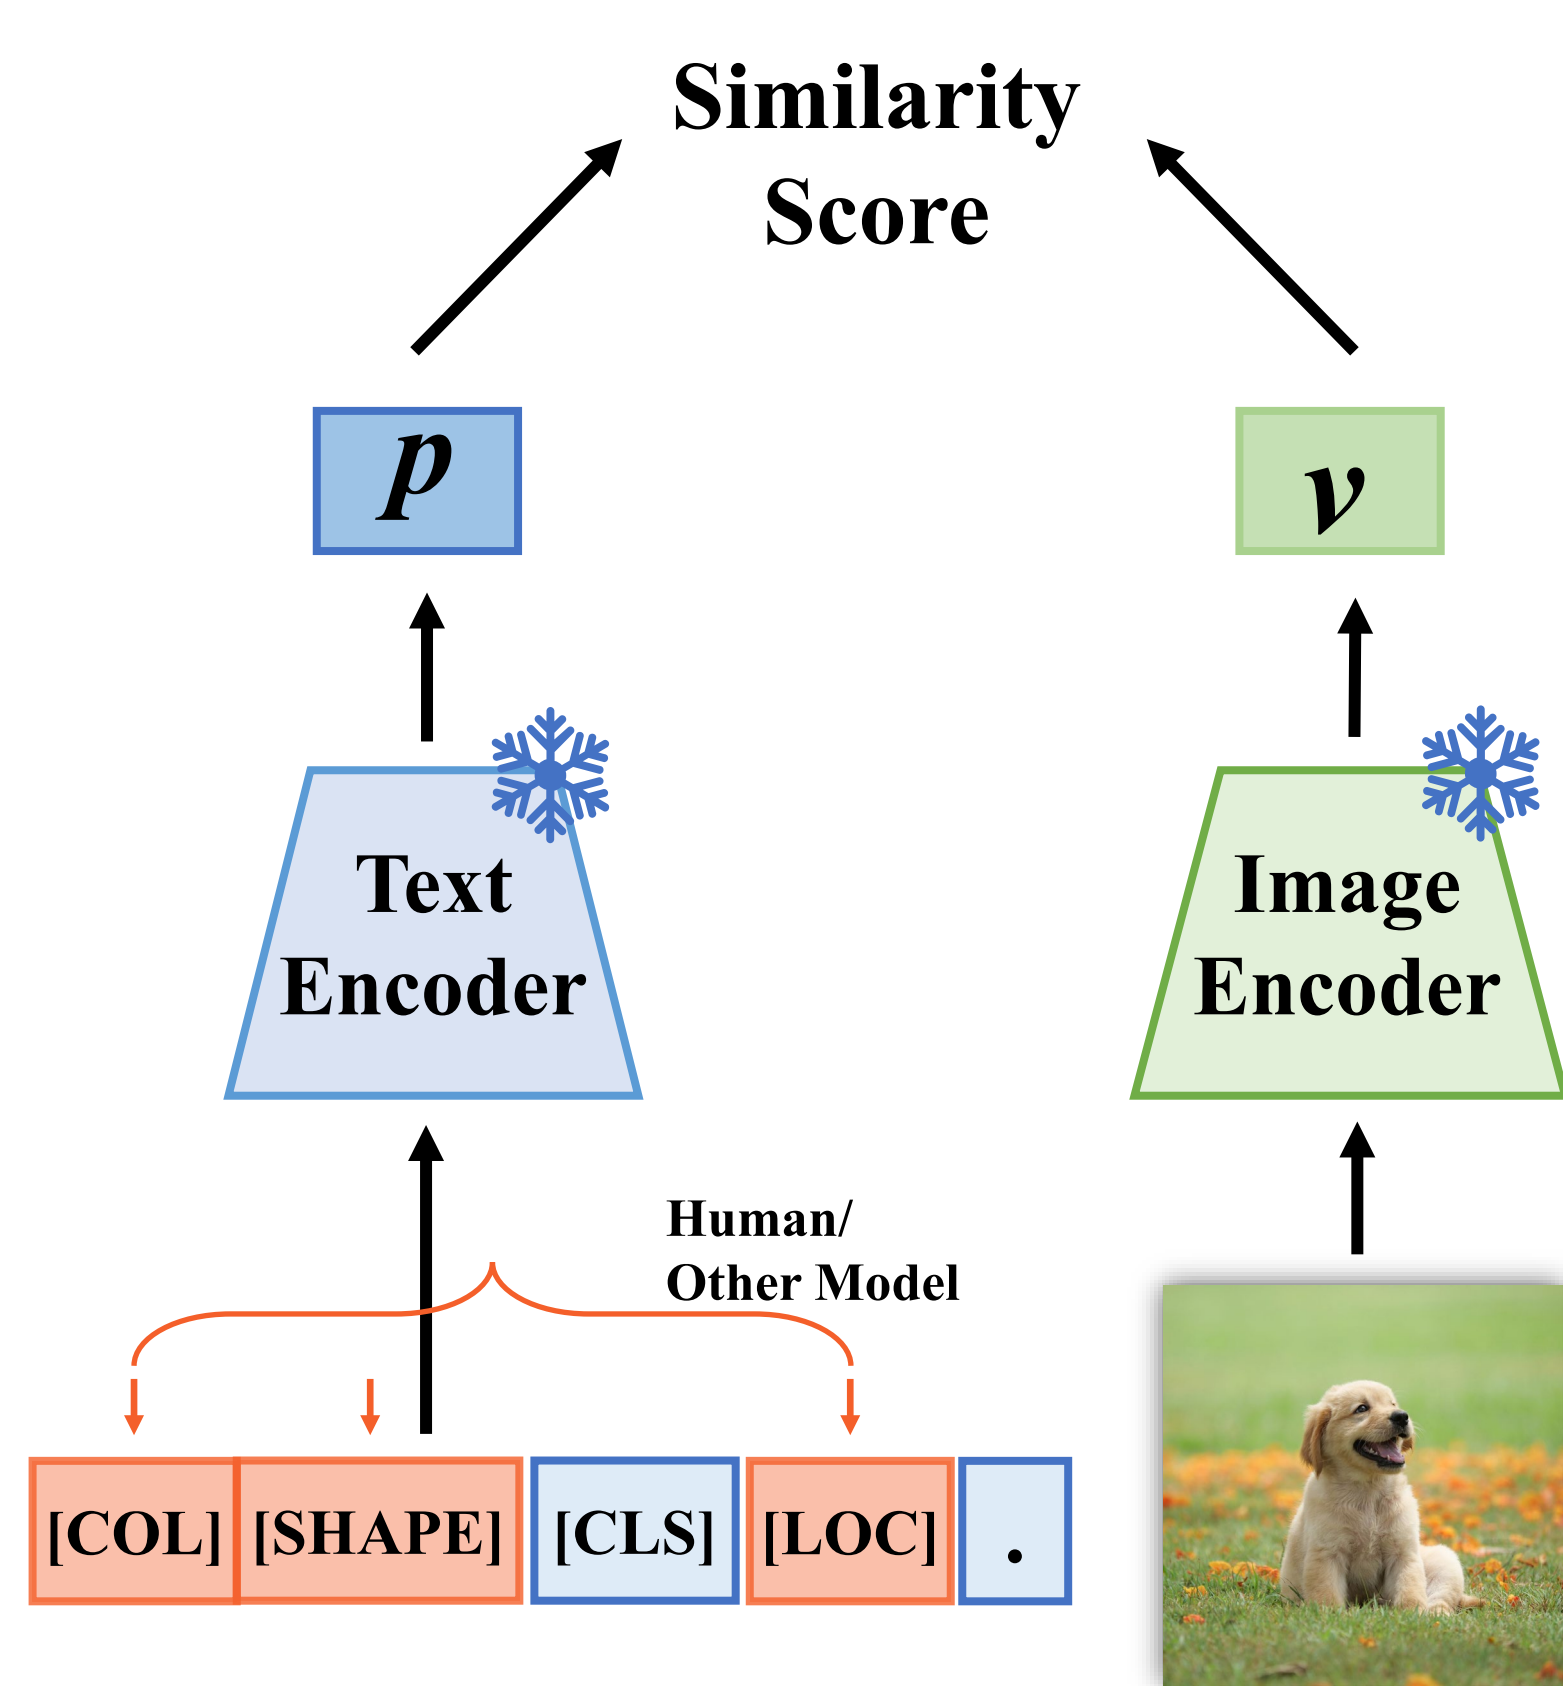 Similarity
Score
p
v
Text
Encoder
Image
Encoder
Human/
Other Model
[COL] [SHAPE] [CLS] [LOC] .